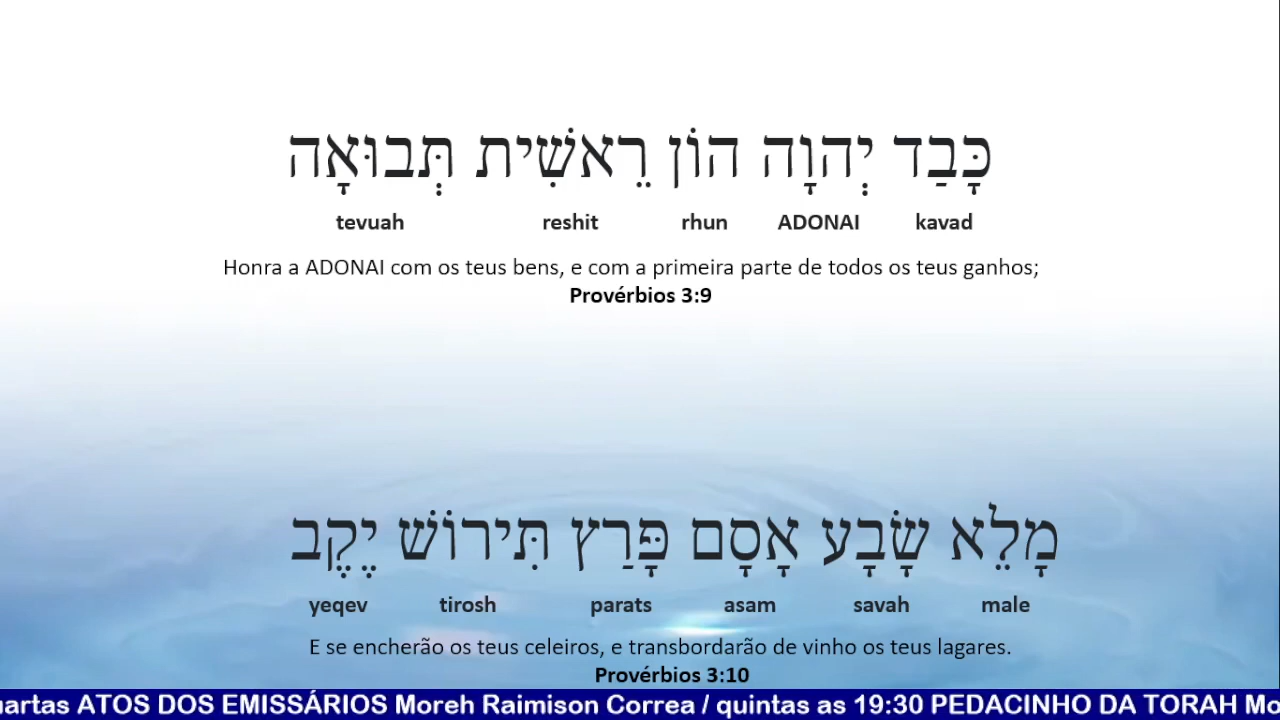 כָּבַד יְהוָה הוֹן רֵאשִׁית תְּבוּאָה
tevuah reshit rhun ADONAI kavad
Honra a ADONAI com os teus bens, e com a primeira parte de todos os teus ganhos;
Provérbios 3:9
מָלֵא שָׂבָע אָסָם פָּרַץ תִּירוֹשׁ יֶקֶב
yeqev tirosh parats asam savah male
E se encherão os teus celeiros, e transbordarão de vinho os teus lagares.
Provérbios 3:10
artas ATOS DOS EMISSÁRIOS Moreh Raimison Correa / quintas as 19:30 PEDACINHO DA TORAH Mo